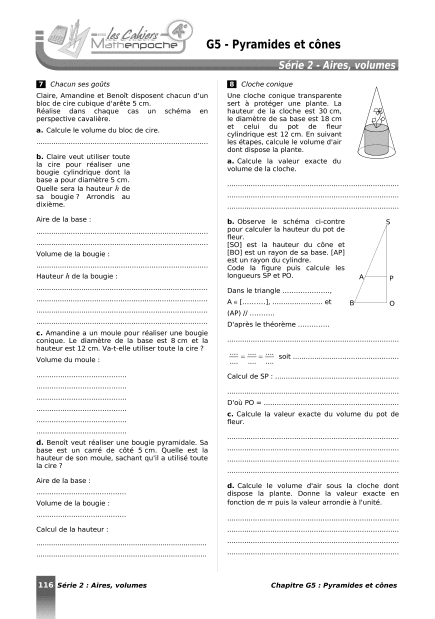 les Cahiers
Mathenpoche
4e
G5 - Pyramides et cônes
Série 2 - Aires, volumes
7 Chacun ses goûts
Claire, Amandine et Benoît disposent chacun d'un
bloc de cire cubique d'arête 5 cm.
Réalise dans chaque cas un schéma en
perspective cavalière.
a. Calcule le volume du bloc de cire.
b. Claire veut utiliser toute
la cire pour réaliser une
bougie cylindrique dont la
base a pour diamètre 5 cm.
Quelle sera la hauteur h de
sa bougie ? Arrondis au
dixième.
Aire de la base :
Volume de la bougie :
Hauteur h de la bougie :
c. Amandine a un moule pour réaliser une bougie
conique. Le diamètre de la base est 8 cm et la
hauteur est 12 cm. Va-t-elle utiliser toute la cire ?
Volume du moule :
d. Benoît veut réaliser une bougie pyramidale. Sa
base est un carré de côté 5 cm. Quelle est la
hauteur de son moule, sachant qu'il a utilisé toute
la cire ?
Aire de la base :
Volume de la bougie :
Calcul de la hauteur :
8 Cloche conique
Une cloche conique transparente
sert à protéger une plante. La
hauteur de la cloche est 30 cm,
le diamètre de sa base est 18 cm
et celui du pot de fleur
cylindrique est 12 cm. En suivant
les étapes, calcule le volume d'air
dont dispose la plante.
a. Calcule la valeur exacte du
volume de la cloche.
b. Observe le schéma ci-contre
pour calculer la hauteur du pot de
fleur.
[SO] est la hauteur du cône et
[BO] est un rayon de sa base. [AP]
est un rayon du cylindre.
Code la figure puis calcule les
longueurs SP et PO.
S
A
P
B
O
Dans le triangle ....................,
A ∈ [..........], ..................... et
(AP) // ...........
D'après le théorème .............
..... = ..... = ..... soit ..........................................
Calcul de SP : ..................................................
D'où PO = .......................................................
c. Calcule la valeur exacte du volume du pot de
fleur.
d. Calcule le volume d'air sous la cloche dont
dispose la plante. Donne la valeur exacte en
fonction de π puis la valeur arrondie à l'unité.
116 Série 2 : Aires, volumes
Chapitre G5 : Pyramides et cônes